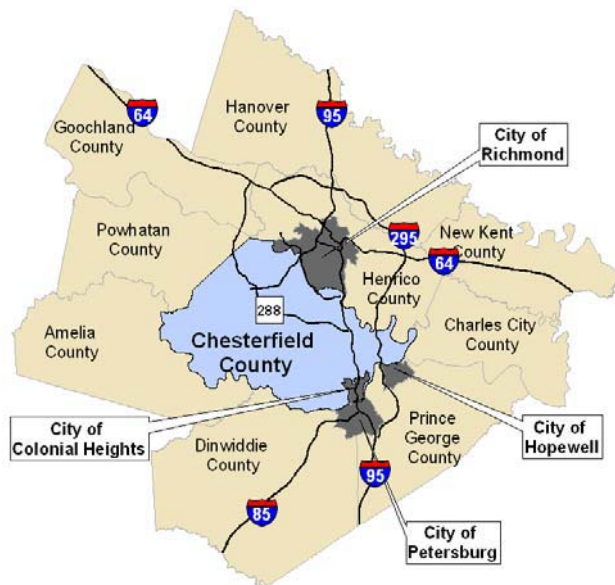 Hanover
County
64
95
Goochland
County
City of
Richmond
Powhatan
County
295
New Kent
County
64
Henrico
County
288
Amelia
County
Chesterfield
County
Charles City
County
City of
Colonial Heights
Dinwiddie
County
Prince
George
County
City of
Hopewell
95
85
City of
Petersburg